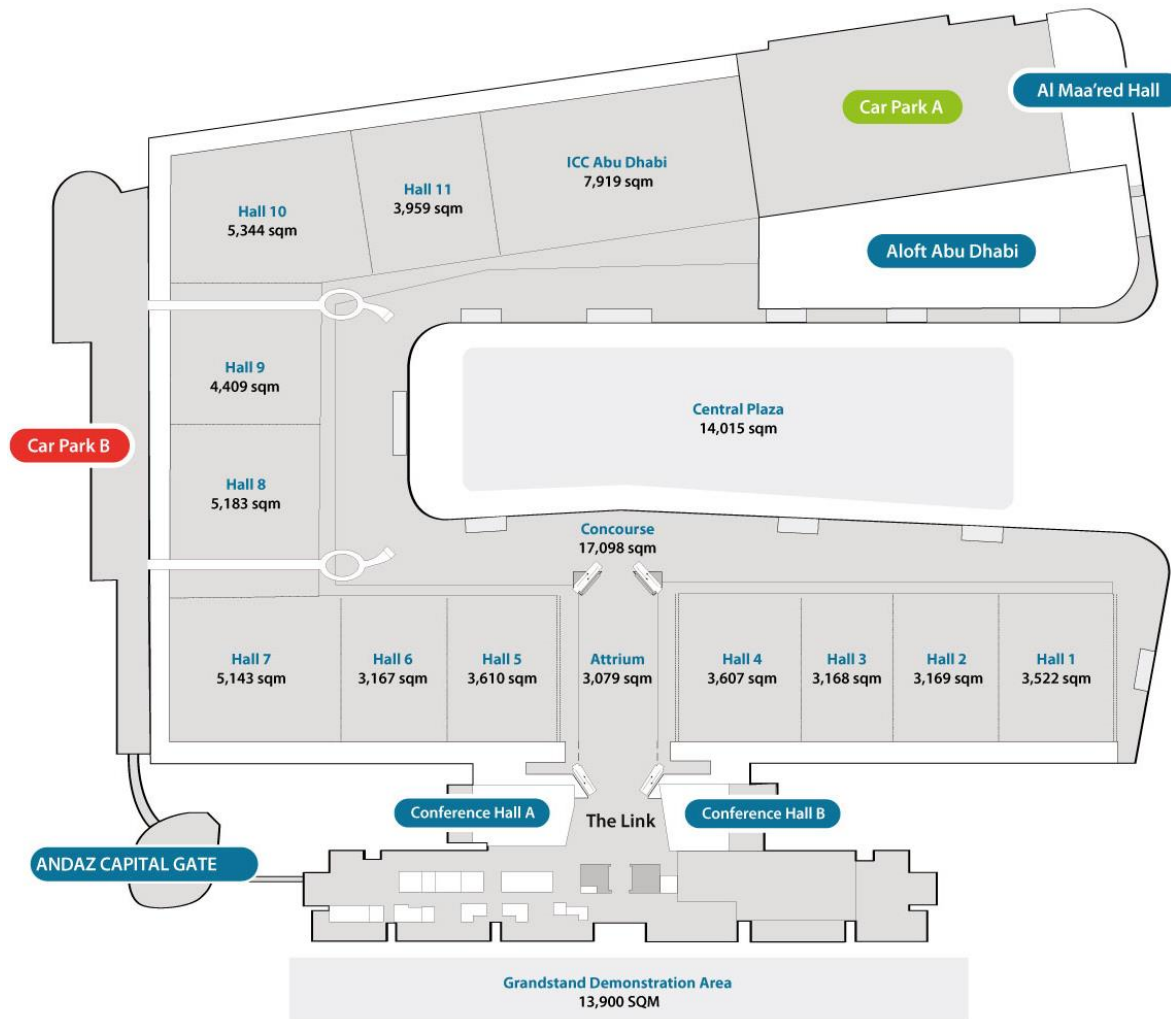 Car Park A
Al Maa'red Hall
ICC Abu Dhabi
7,919 sqm
Hall 11
3,959 sqm
Hall 10
5,344 sqm
Aloft Abu Dhabi
Hall 9
4,409 sqm
Central Plaza
14,015 sqm
Car Park B
Hall 8
5,183 sqm
Concourse
17,098 sqm
Hall 7
5,143 sqm
Hall 6
3,167 sqm
Hall 5
3,610 sqm
Attrium
3,079 sqm
Hall 4
3,607 sqm
Hall 3
3,168 sqm
Hall 2
3,169 sqm
Hall 1
3,522 sqm
Conference Hall A
The Link
Conference Hall B
ANDAZ CAPITAL GATE
Grandstand Demonstration Area
13,900 SQM